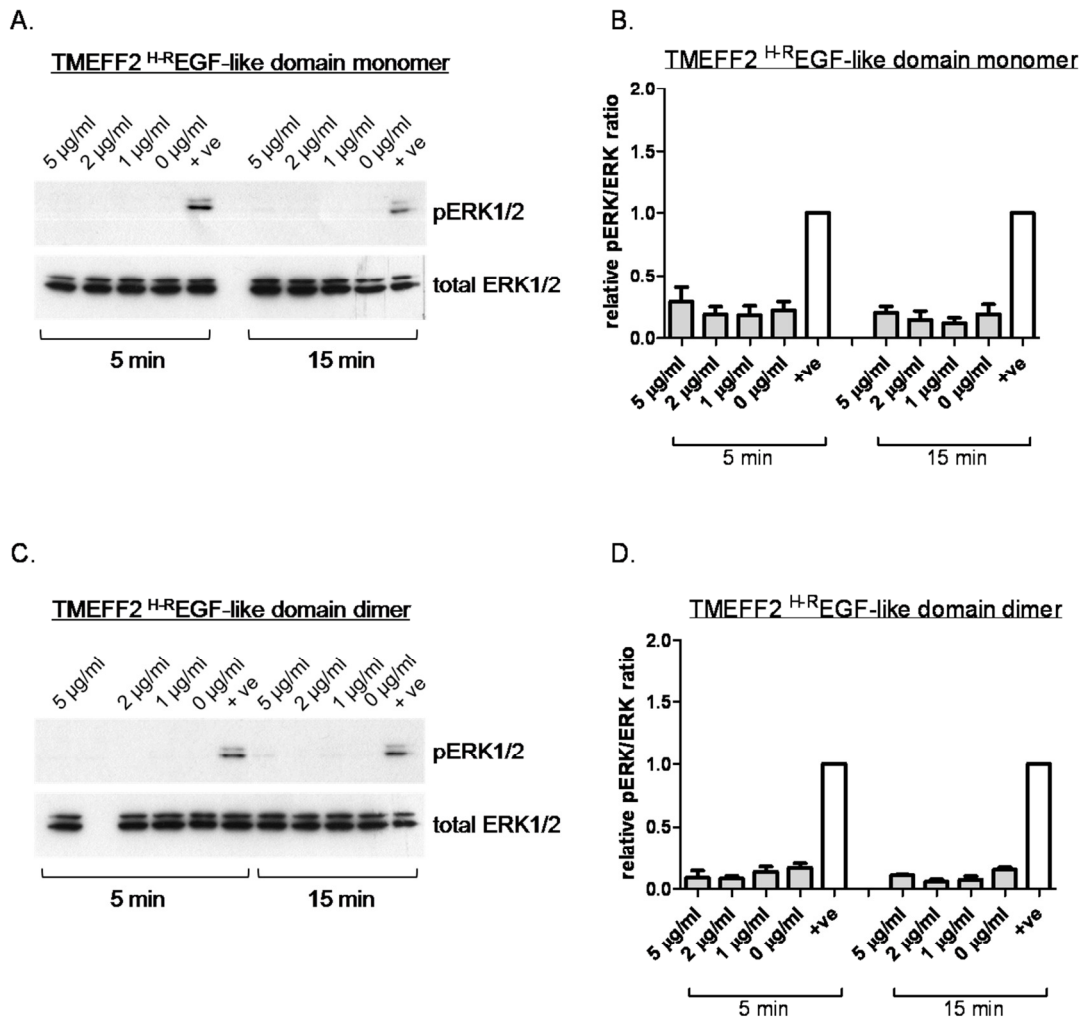 A.
TMEFF2 H-REGF-like domain monomer
5 µg/ml 2 µg/ml 1 µg/ml 0 µg/ml + ve 5 µg/ml 2 µg/ml 1 µg/ml 0 µg/ml + ve
pERK1/2
total ERK1/2
5 min 15 min
B.
TMEFF2 H-REGF-like domain monomer
relative pERK/ERK ratio
2.0
1.5
1.0
0.5
0.0
5 µg/ml 2 µg/ml 1 µg/ml 0 µg/ml +ve 5 µg/ml 2 µg/ml 1 µg/ml 0 µg/ml +ve
5 min 15 min
C.
TMEFF2 H-REGF-like domain dimer
5 µg/ml 2 µg/ml 1 µg/ml 0 µg/ml + ve 5 µg/ml 2 µg/ml 1 µg/ml 0 µg/ml + ve
pERK1/2
total ERK1/2
5 min 15 min
D.
TMEFF2 H-REGF-like domain dimer
relative pERK/ERK ratio
2.0
1.5
1.0
0.5
0.0
5 µg/ml 2 µg/ml 1 µg/ml 0 µg/ml +ve 5 µg/ml 2 µg/ml 1 µg/ml 0 µg/ml +ve
5 min 15 min